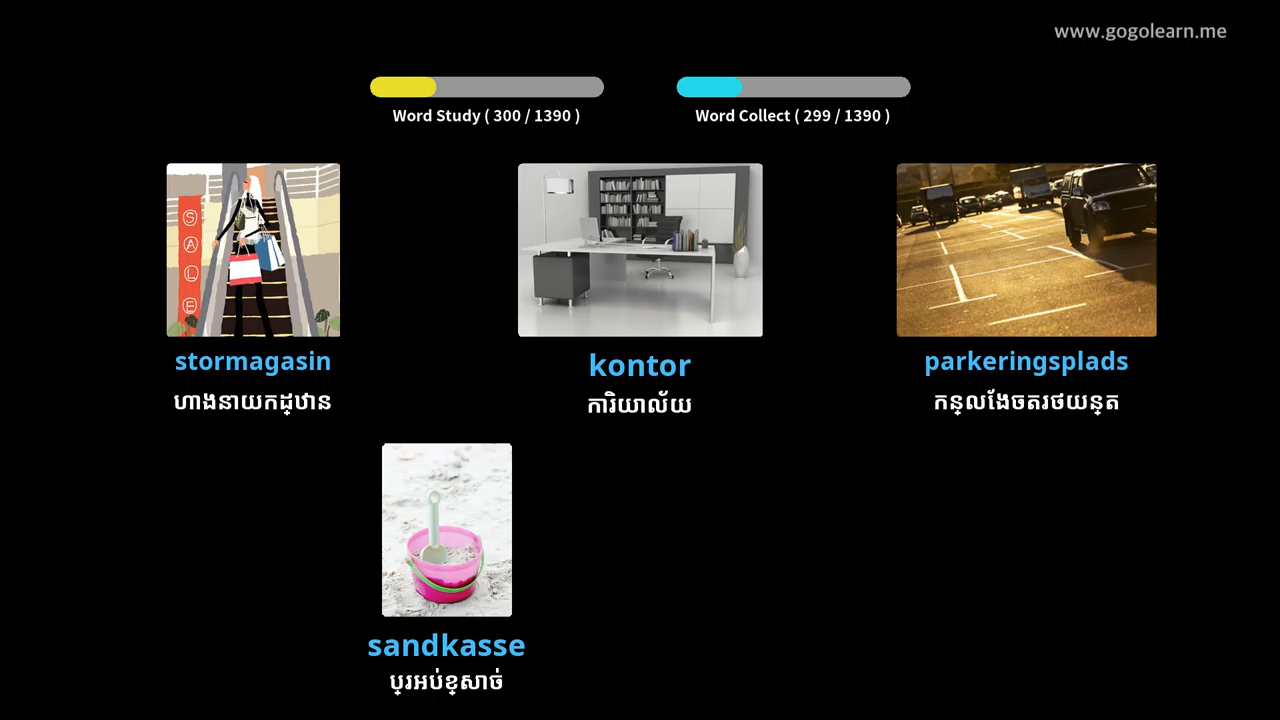 www.gogolearn.me
Word Study ( 300 / 1390 )
Word Collect ( 299 / 1390 )
SALE
stormagasin
kontor
parkeringsplads
ហាងនាយកដ្ឋាន
ការិយាល័យ
កន្លែងចតរថយន្ត
sandkasse
ប្រអប់ខ្សាច់